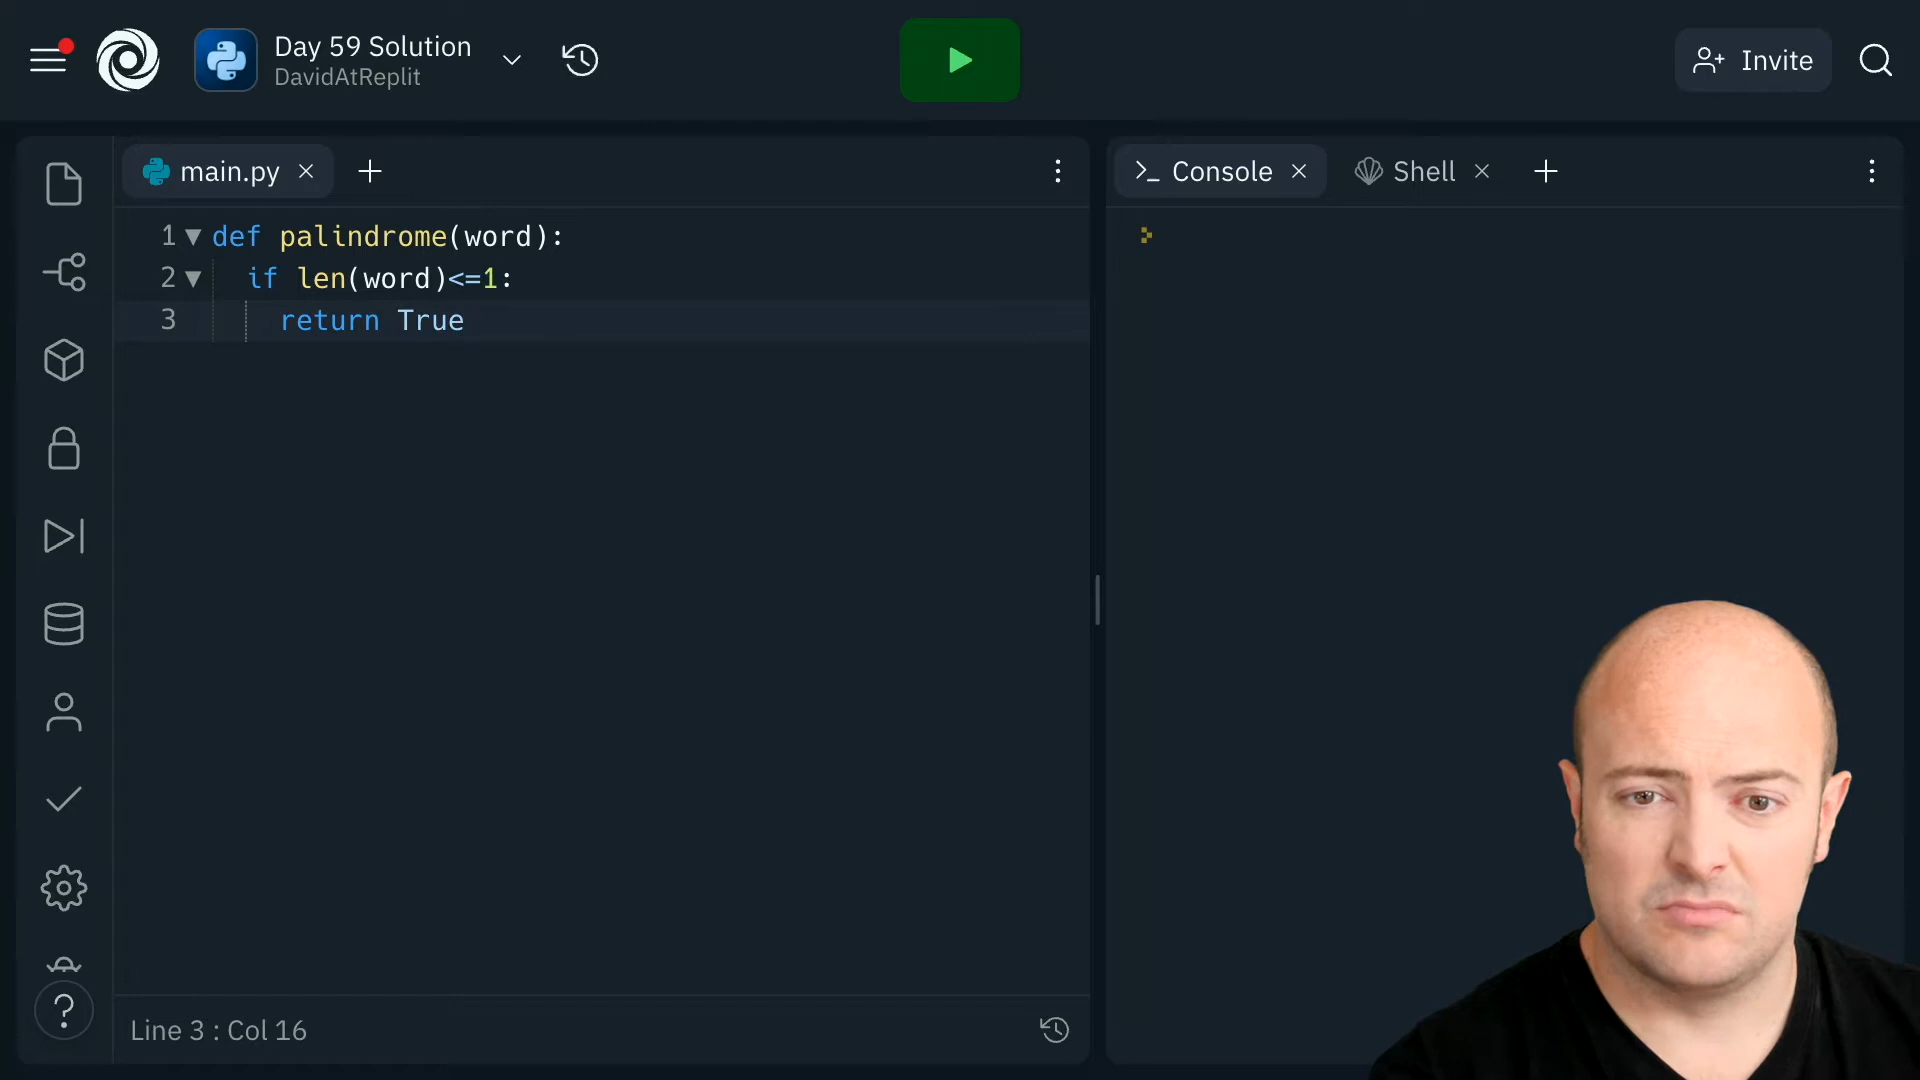 Day 59 Solution
DavidAtReplit
Invite
main.py
Console
Shell
1 def palindrome(word):
2 if len(word)<=1:
3 return True
Line 3 : Col 16